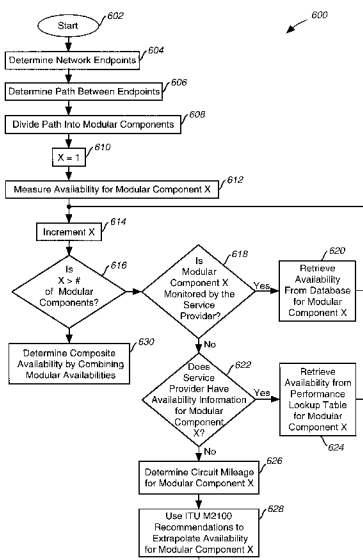 602
600
Start
604
Determine Network Endpoints
606
Determine Path Between Endpoints
608
Divide Path Into Modular Components
610
X = 1
612
Measure Availability for Modular Component X
614
Increment X
616
Is
X > #
of Modular
Components?
618
Is
Modular
Component X
Monitored by the
Service
Provider?
Yes
620
Retrieve
Availability
From Database
for Modular
Component X
630
Determine Composite
Availability by Combining
Modular Availabilities
No
622
Does
Service
Provider Have
Availability Information
for Modular
Component
X?
Yes
Retrieve
Availability from
Performance
Lookup Table
for Modular
Component X
624
No
626
Determine Circuit Mileage
for Modular Component X
628
Use ITU M2100
Recommendations to
Extrapolate Availability
for Modular Component X